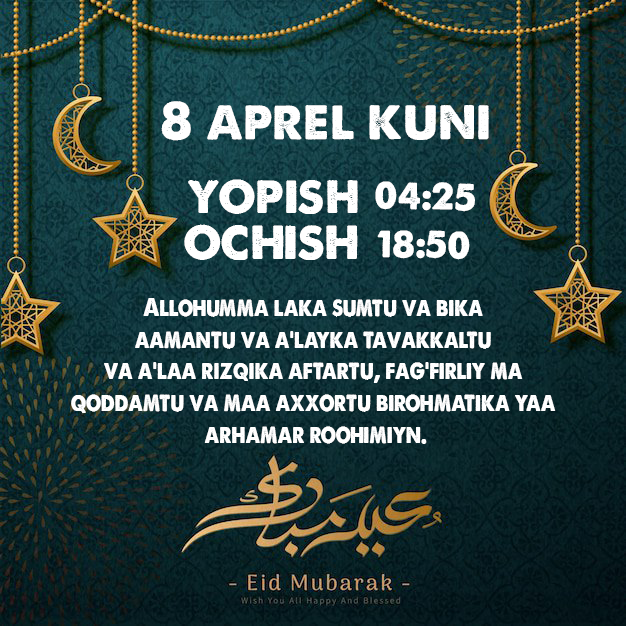 8 APREL KUNI
YOPISH 04:25
OCHISH 18:50
ALLOHUMMA LAKA SUMTU VA BIKA
AAMANTU VA A'LAYKA TAVAKKALTU
VA A'LAA RIZQIKA AFTARTU, FAG'FIRLIY MA
QODDAMTU VA MAA AXXORTU BIROHMATIKA YAA
ARHAMAR ROOHIMIYN.
عيد مبارك
- Eid Mubarak -
Wish You All Happy And Blessed